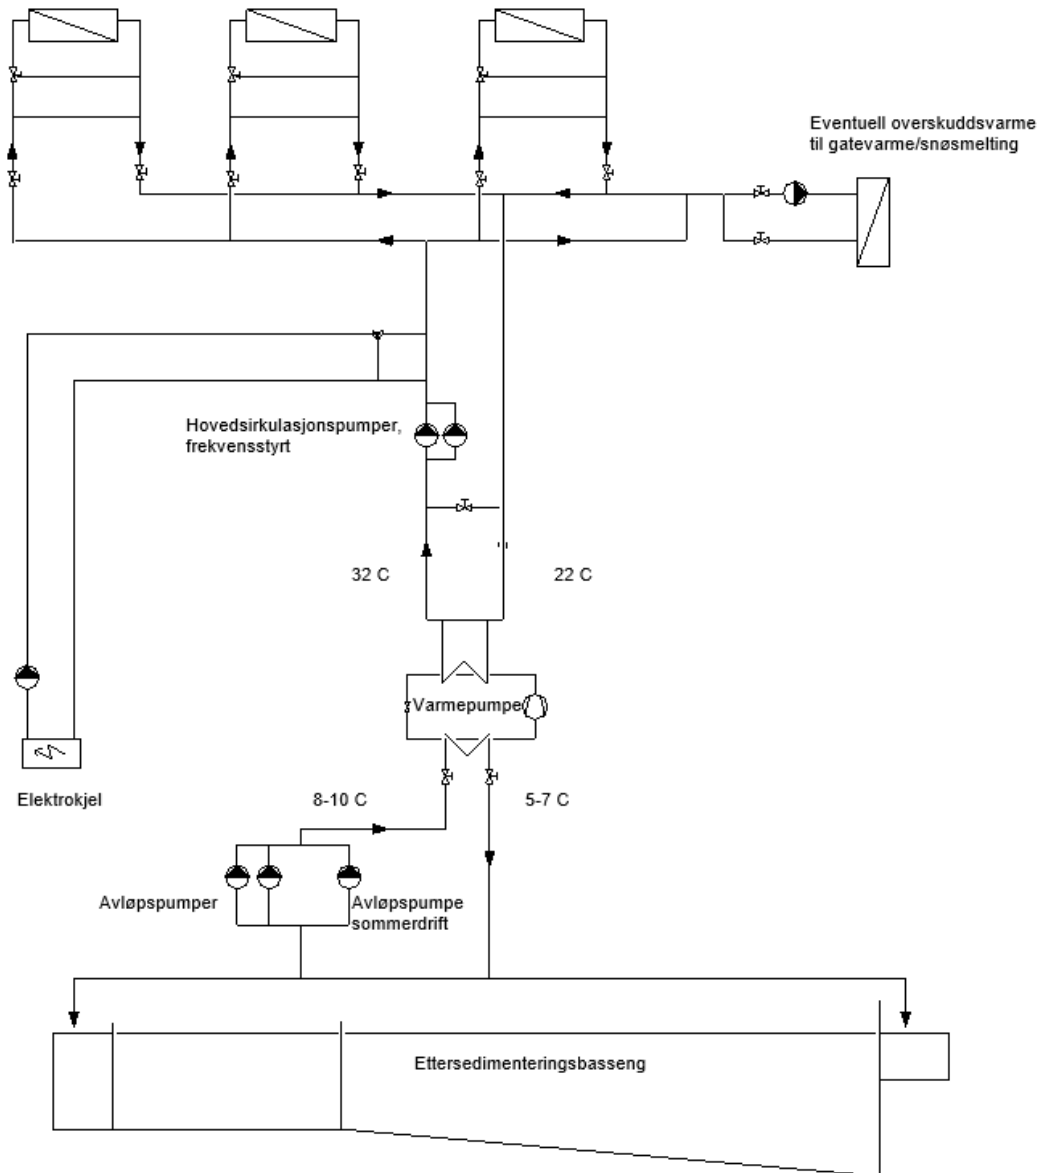 Eventuell overskuddsvarme
til gatevarme/snøsmelting
Hovedsirkulasjonspumper,
frekvensstyrt
32 C
22 C
Varmepumpe
Elektrokjel
8-10 C
5-7 C
Avløpspumper
Avløpspumpe
sommerdrift
Ettersedimenteringsbasseng